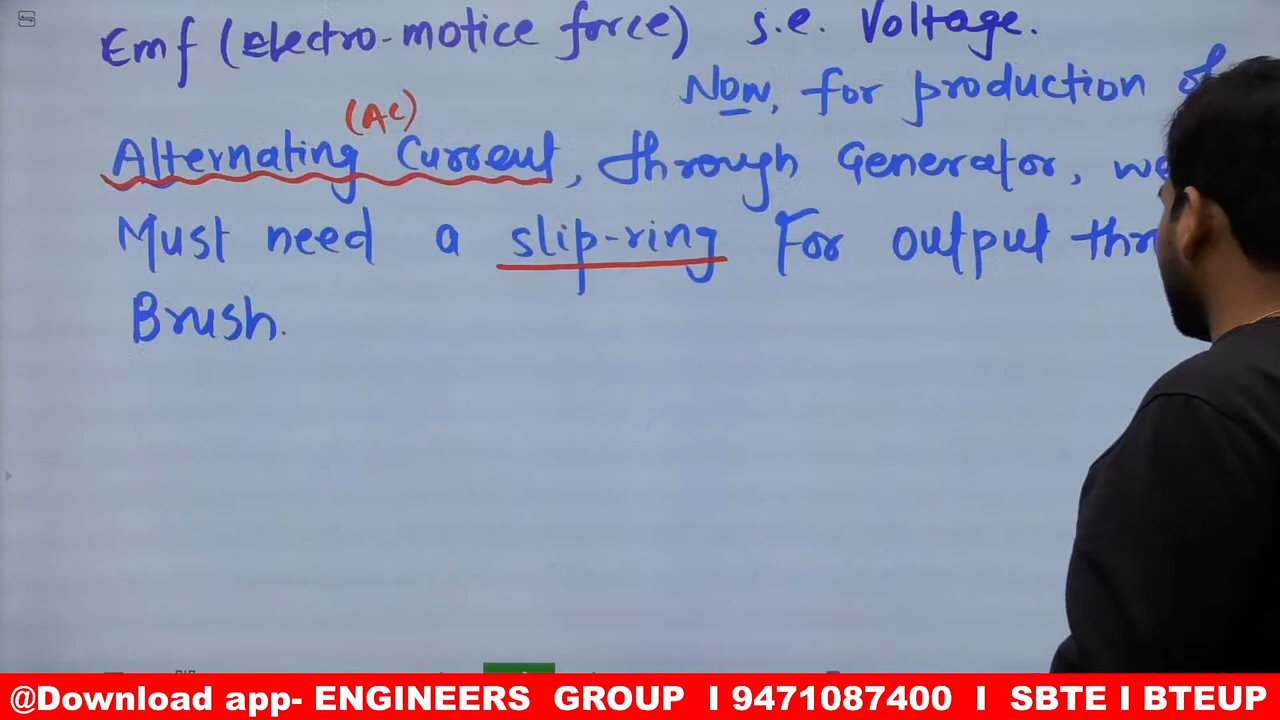 Emf (Electro-motice force) s.e. Voltage.
Now, for production of
(AC)
Alternating Current, through Generator, we
Must need a slip-ring For output thr
Brush.
@Download app- ENGINEERS GROUP I 9471087400 I SBTE I BTEUP